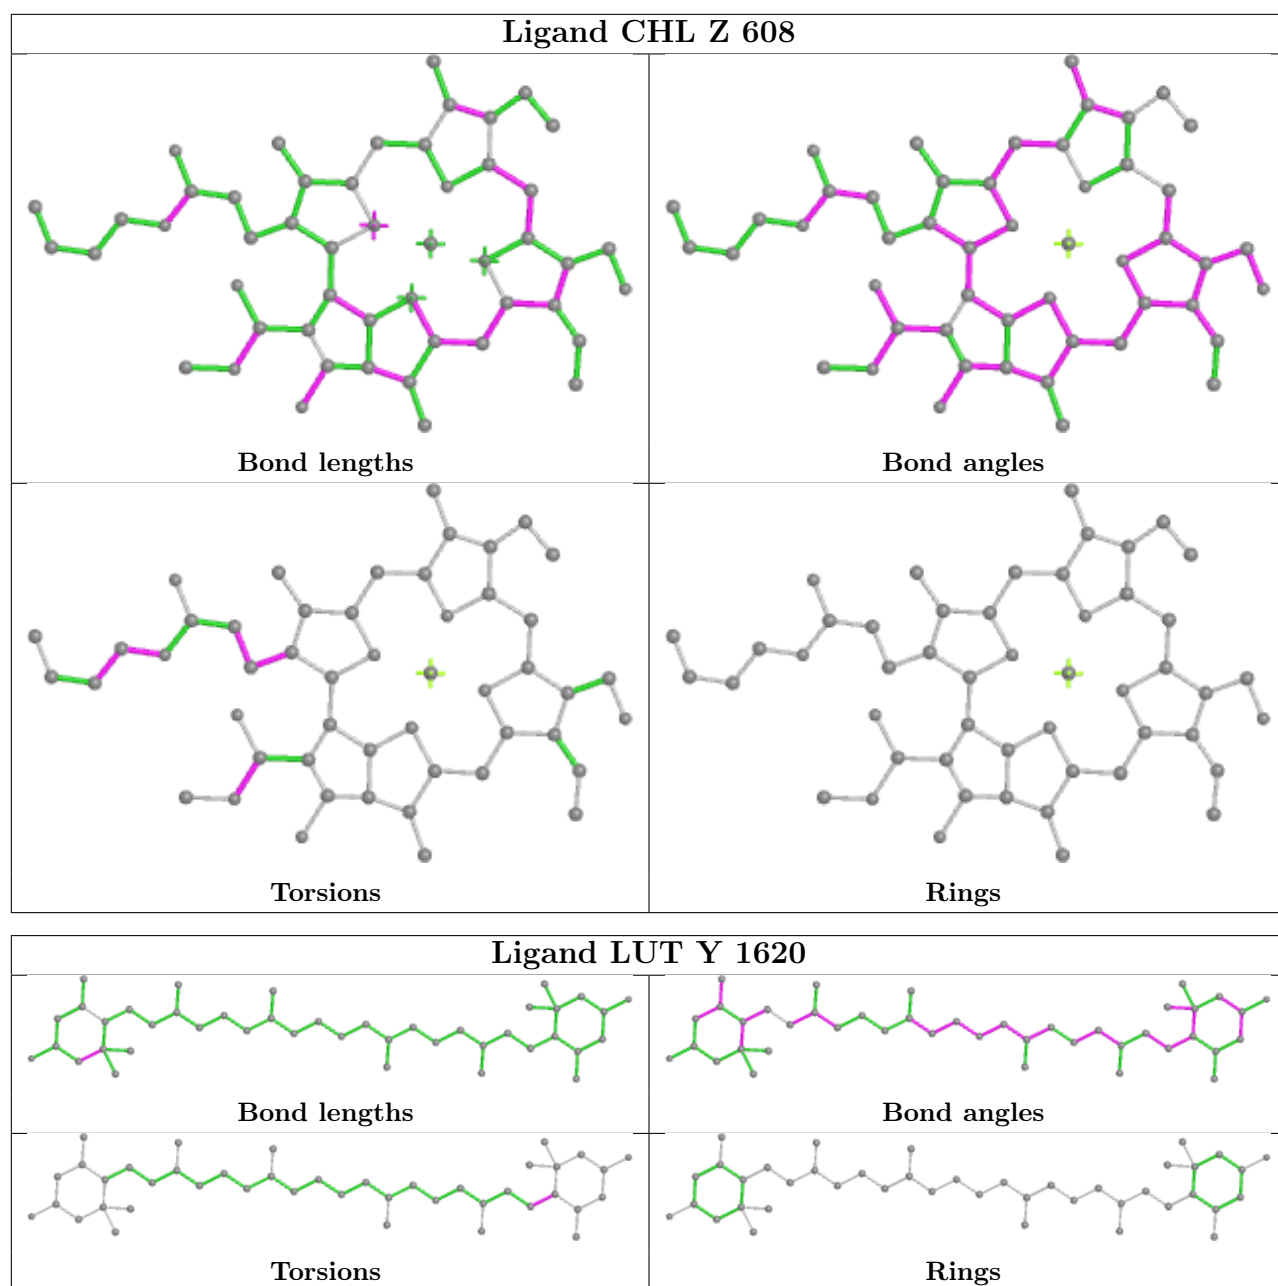 Ligand CHL Z 608
Bond lengths
Bond angles
Torsions
Rings
Ligand LUT Y 1620
Bond lengths
Bond angles
Torsions
Rings